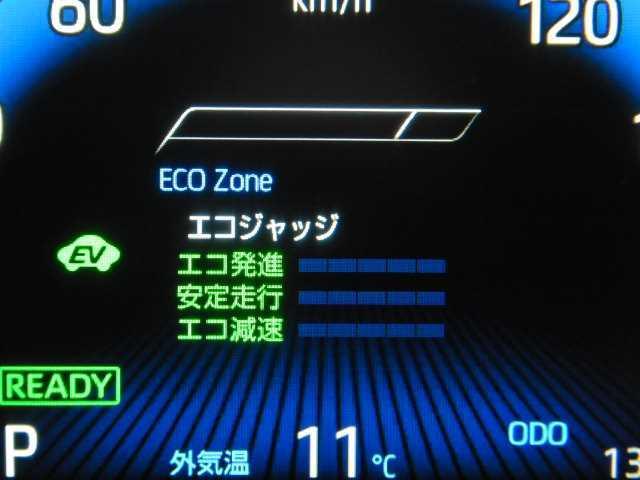 60 km/h 120
ECO Zone
エコジャッジ
EV
エコ発進
安定走行
エコ減速
READY
P 外気温 11℃ ODO